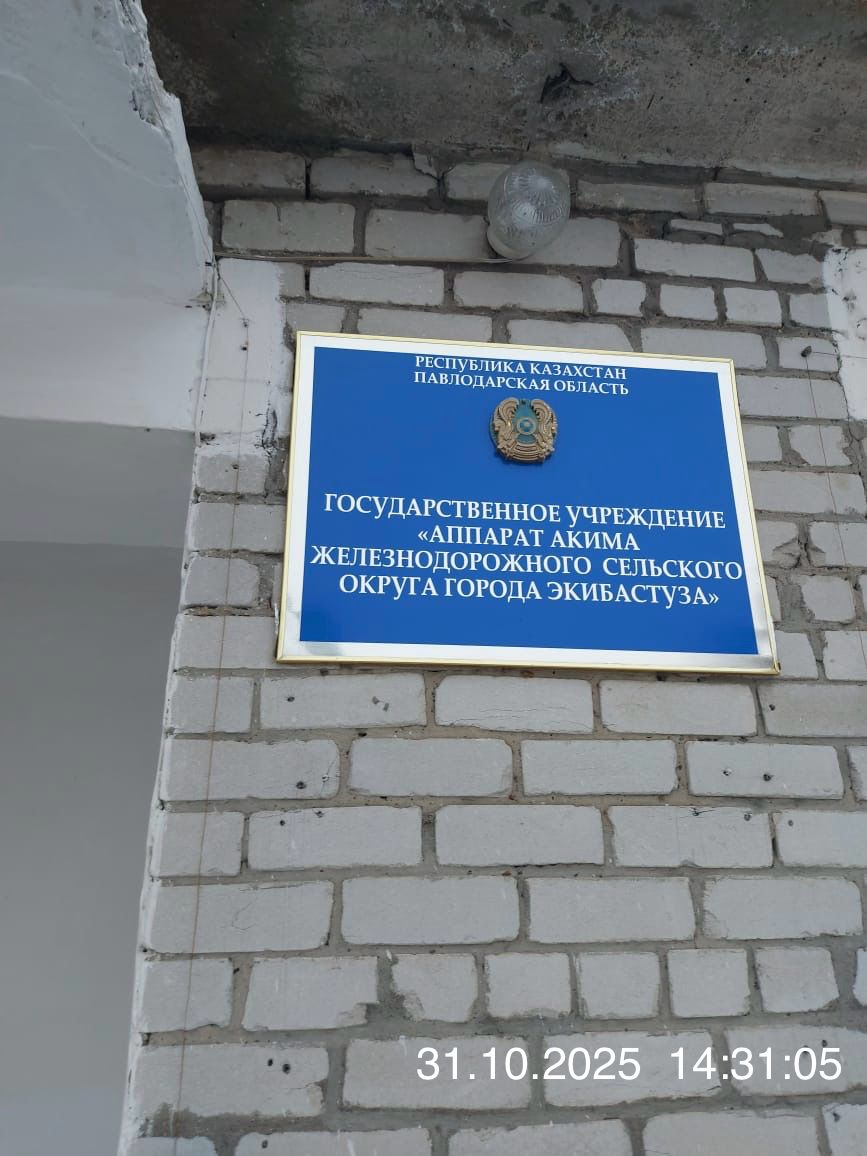 РЕСПУБЛИКА КАЗАХСТАН
ПАВЛОДАРСКАЯ ОБЛАСТЬ
ГОСУДАРСТВЕННОЕ УЧРЕЖДЕНИЕ
«АППАРАТ АКИМА
ЖЕЛЕЗНОДОРОЖНОГО СЕЛЬСКОГО
ОКРУГА ГОРОДА ЭКИБАСТУЗА»
31.10.2025 14:31:05